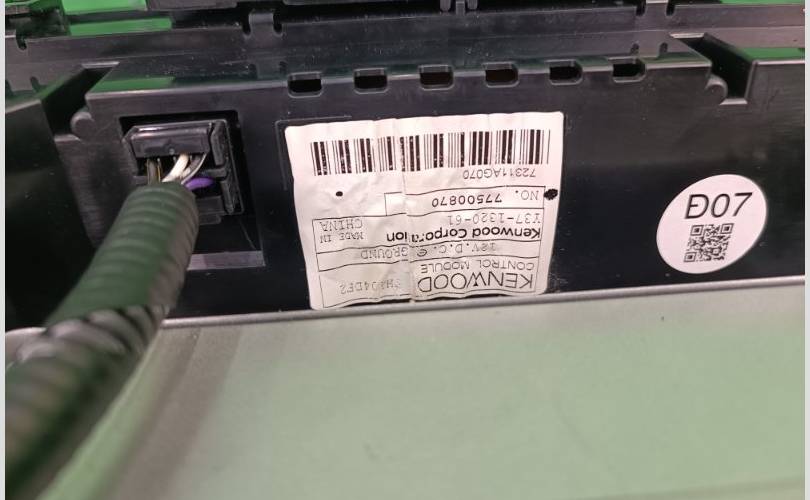 KENWOOD
CONTROL MODULE
12V. D.C. GROUND
Kenwood Corporation
Y37-1320-61 MADE IN
CHINA
NO. 77500870
72311AG070
Đ07